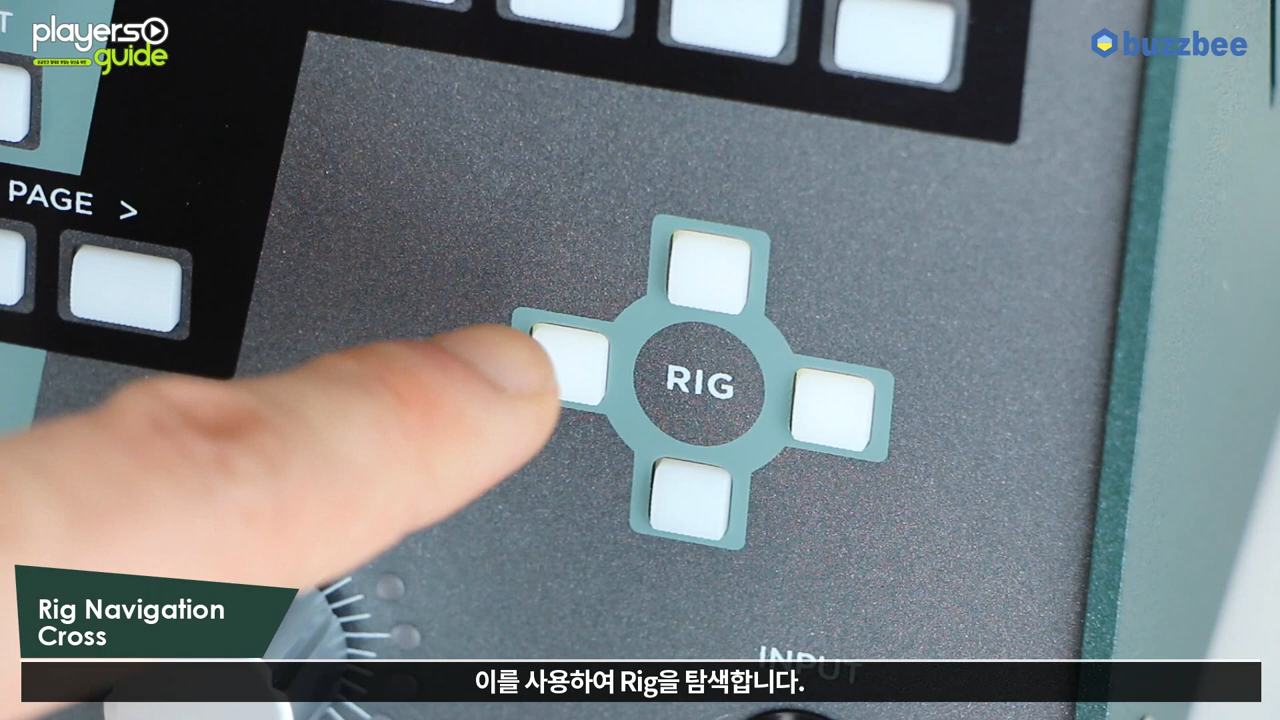 T
players
guide
buzzbee
PAGE >
RIG
INPUT
Rig Navigation
Cross
이를 사용하여 Rig을 탐색합니다.